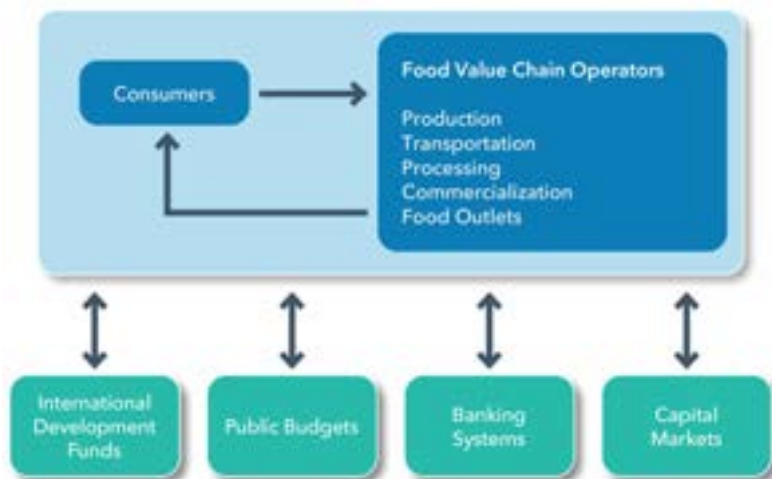 Consumers
Food Value Chain Operators
Production
Transportation
Processing
Commercialization
Food Outlets
International
Development
Funds
Public Budgets
Banking
Systems
Capital
Markets